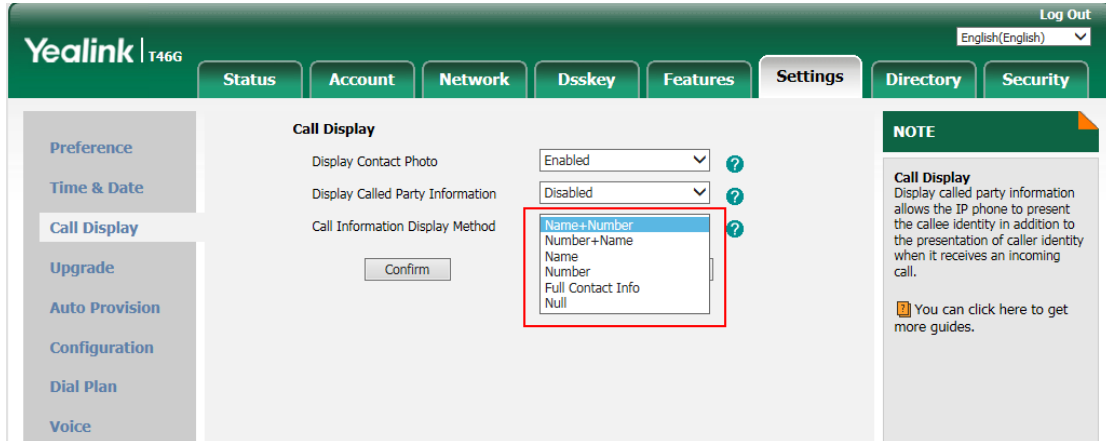 Log Out
English(English)
Yealink T46G
Status Account Network Dsskey Features Settings Directory Security
Preference
Time & Date
Call Display
Upgrade
Auto Provision
Configuration
Dial Plan
Voice
Call Display
Display Contact Photo Enabled ?
Display Called Party Information Disabled ?
Call Information Display Method ?
Name+Number
Number+Name
Name
Number
Full Contact Info
Null
Confirm
NOTE
Call Display
Display called party information
allows the IP phone to present
the callee identity in addition to
the presentation of caller identity
when it receives an incoming
call.
? You can click here to get
more guides.